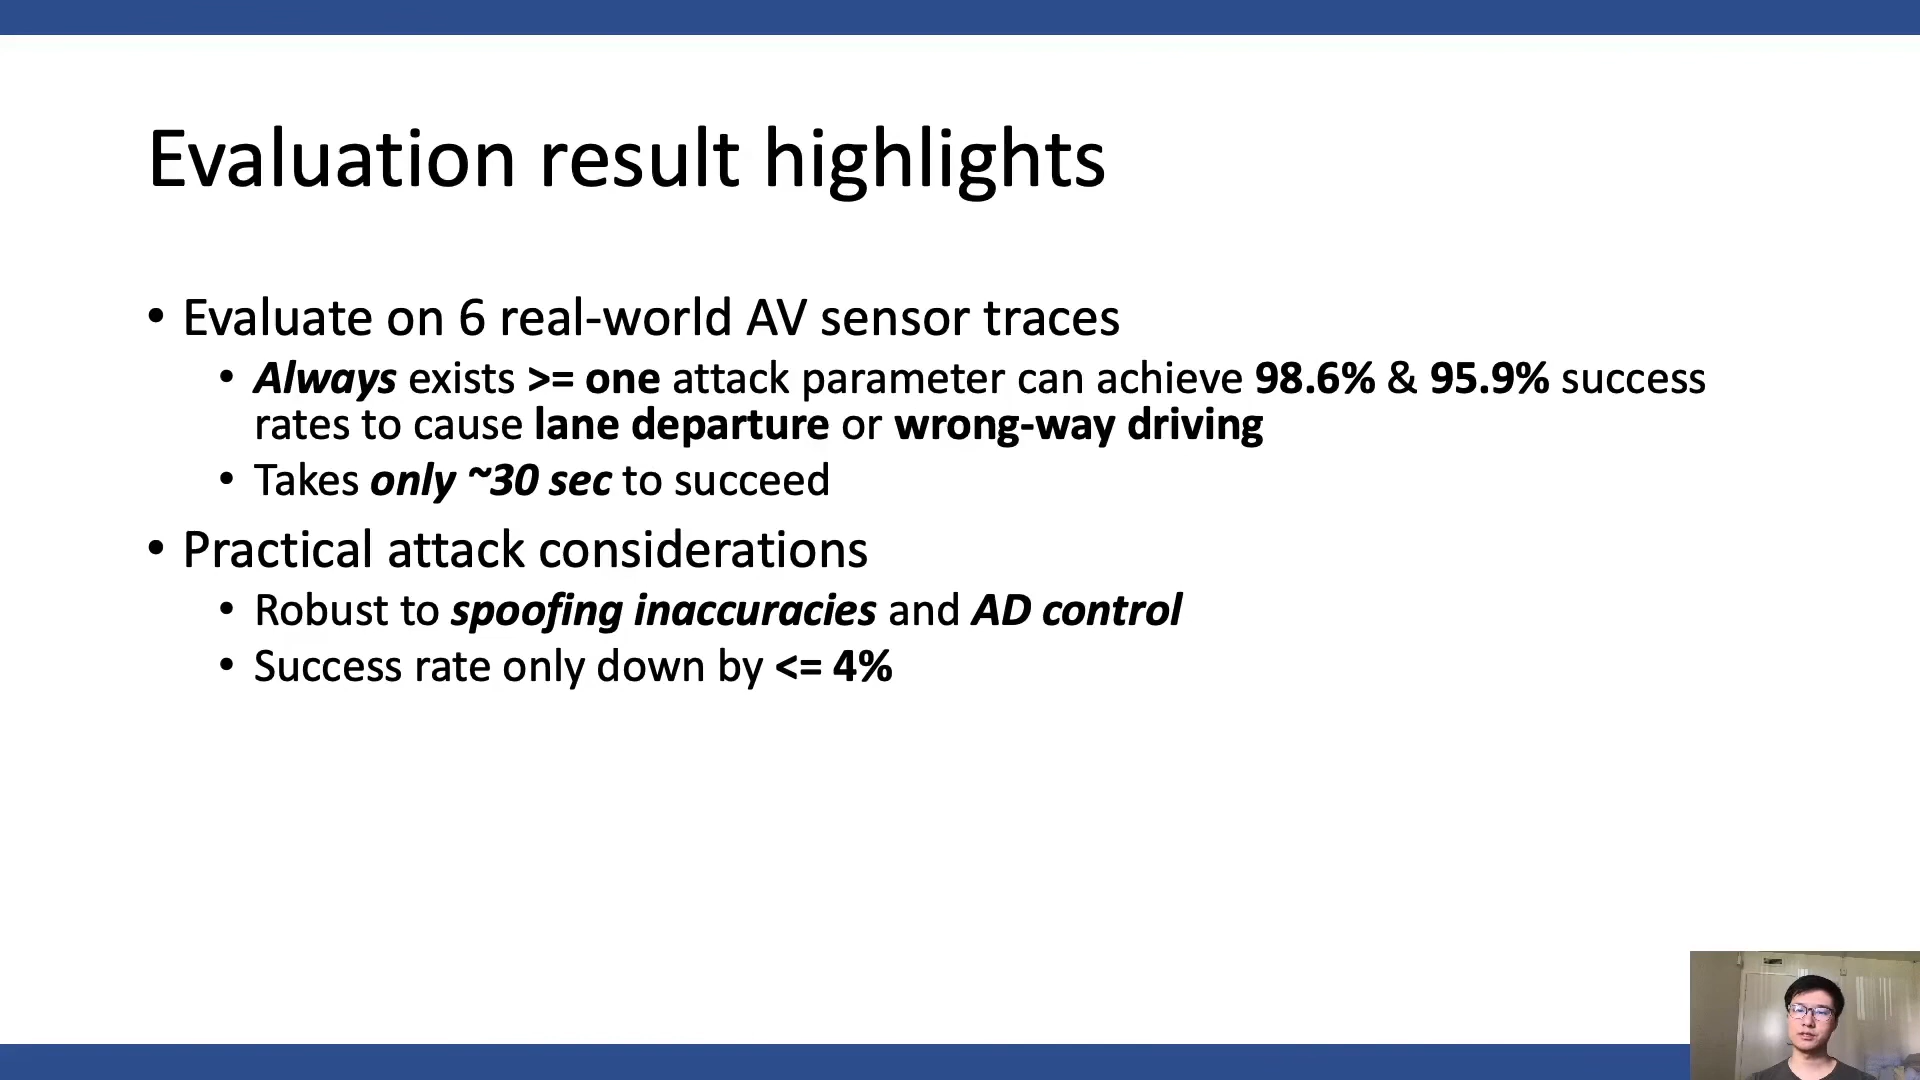 Evaluation result highlights
• Evaluate on 6 real-world AV sensor traces
• Always exists >= one attack parameter can achieve 98.6% & 95.9% success
rates to cause lane departure or wrong-way driving
• Takes only ~30 sec to succeed
• Practical attack considerations
• Robust to spoofing inaccuracies and AD control
• Success rate only down by <= 4%